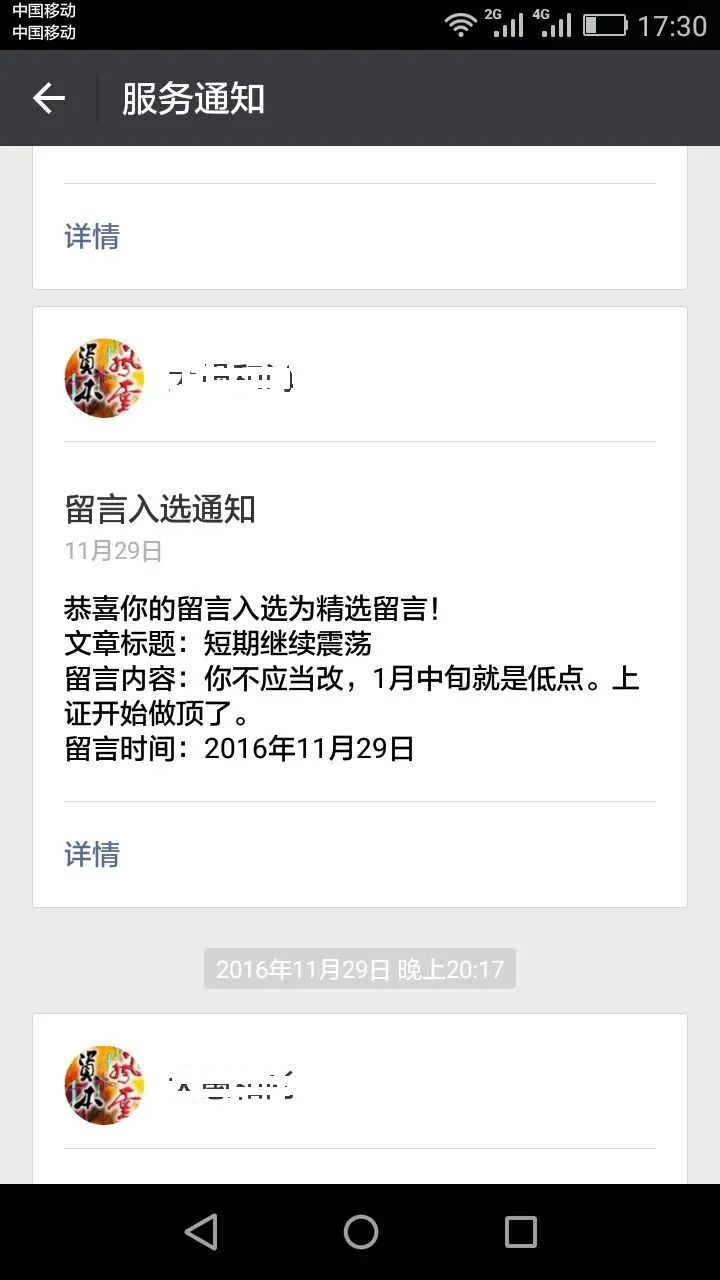 中国移动
中国移动
2G
4G
17:30
服务通知
详情
資本
風雲
留言入选通知
11月29日
恭喜你的留言入选为精选留言！
文章标题：短期继续震荡
留言内容：你不应当改，1月中旬就是低点。上
证开始做顶了。
留言时间：2016年11月29日
详情
2016年11月29日 晚上20:17
資本
風雲